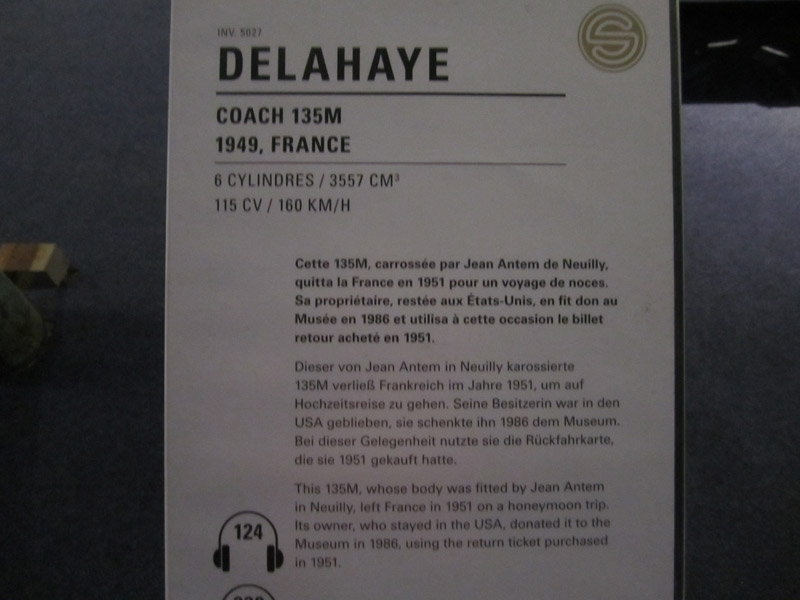 INV. 5027
DELAHAYE
COACH 135M
1949, FRANCE
6 CYLINDRES / 3557 CM³
115 CV / 160 KM/H
Cette 135M, carrossée par Jean Antem de Neuilly,
quitta la France en 1951 pour un voyage de noces.
Sa propriétaire, restée aux États-Unis, en fit don au
Musée en 1986 et utilisa à cette occasion le billet
retour acheté en 1951.
Dieser von Jean Antem in Neuilly karossierte
135M verließ Frankreich im Jahre 1951, um auf
Hochzeitsreise zu gehen. Seine Besitzerin war in den
USA geblieben, sie schenkte ihn 1986 dem Museum.
Bei dieser Gelegenheit nutzte sie die Rückfahrkarte,
die sie 1951 gekauft hatte.
This 135M, whose body was fitted by Jean Antem
in Neuilly, left France in 1951 on a honeymoon trip.
Its owner, who stayed in the USA, donated it to the
Museum in 1986, using the return ticket purchased
in 1951.
124